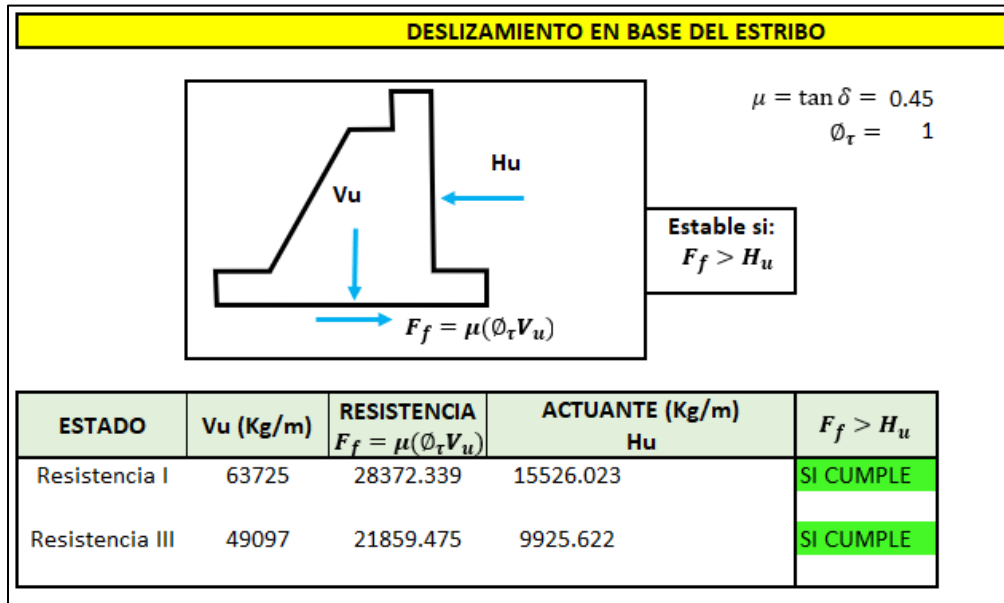 DESLIZAMIENTO EN BASE DEL ESTRIBO
μ = tan δ = 0.45
∅τ = 1
Hu
Vu
Estable si:
Ff > Hu
Ff = μ(∅τVu)
ESTADO Vu (Kg/m) RESISTENCIA Ff = μ(∅τVu) ACTUANTE (Kg/m) Hu Ff > Hu
Resistencia I 63725 28372.339 15526.023 SI CUMPLE
Resistencia III 49097 21859.475 9925.622 SI CUMPLE